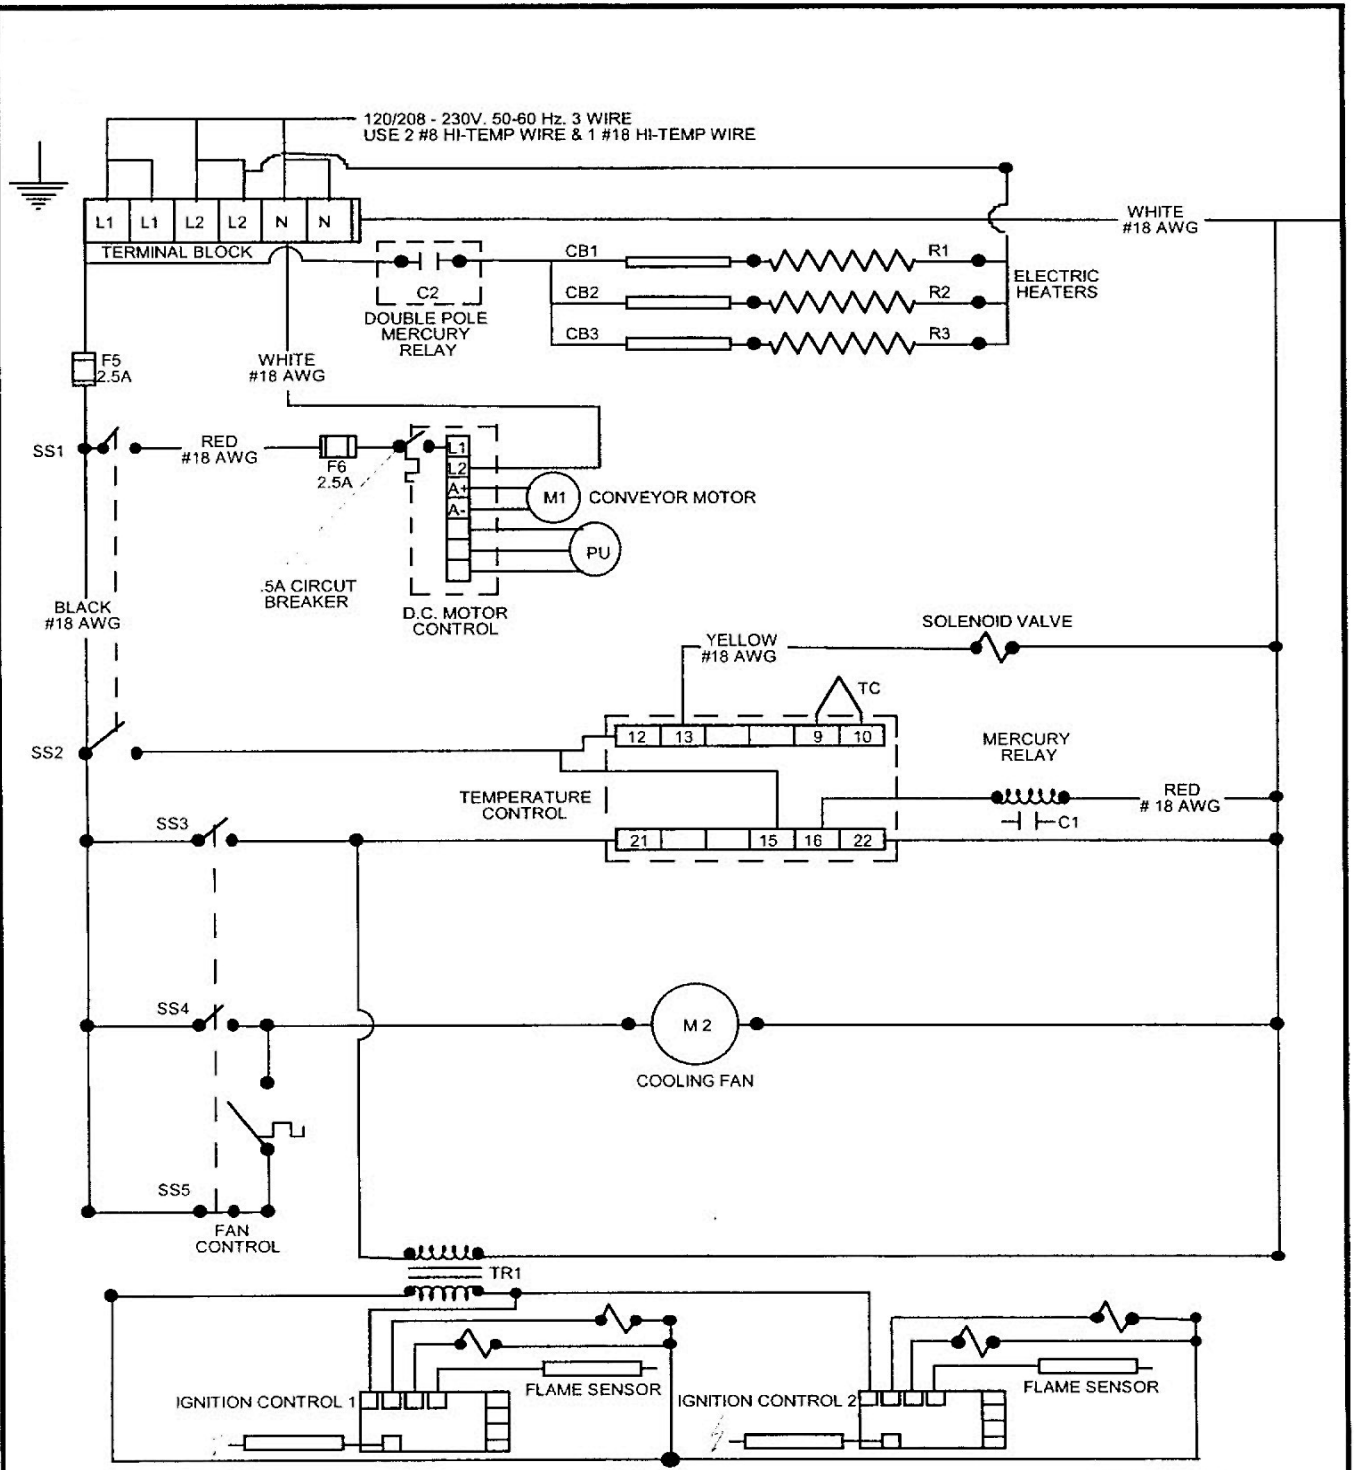 120/208 - 230V. 50-60 Hz. 3 WIRE
USE 2 #8 HI-TEMP WIRE & 1 #18 HI-TEMP WIRE
L1 L1 L2 L2 N N
TERMINAL BLOCK
WHITE
#18 AWG
C2
DOUBLE POLE
MERCURY
RELAY
CB1
CB2
CB3
R1
R2
R3
ELECTRIC
HEATERS
F5
2.5A
WHITE
#18 AWG
SS1
RED
#18 AWG
F6
2.5A
L1
L2
A+
A-
M1
CONVEYOR MOTOR
PU
.5A CIRCUT
BREAKER
D.C. MOTOR
CONTROL
BLACK
#18 AWG
YELLOW
#18 AWG
SOLENOID VALVE
TC
12 13 9 10
SS2
MERCURY
RELAY
TEMPERATURE
CONTROL
RED
# 18 AWG
C1
21 15 16 22
SS3
SS4
M 2
COOLING FAN
SS5
FAN
CONTROL
TR1
IGNITION CONTROL 1
FLAME SENSOR
IGNITION CONTROL 2
FLAME SENSOR